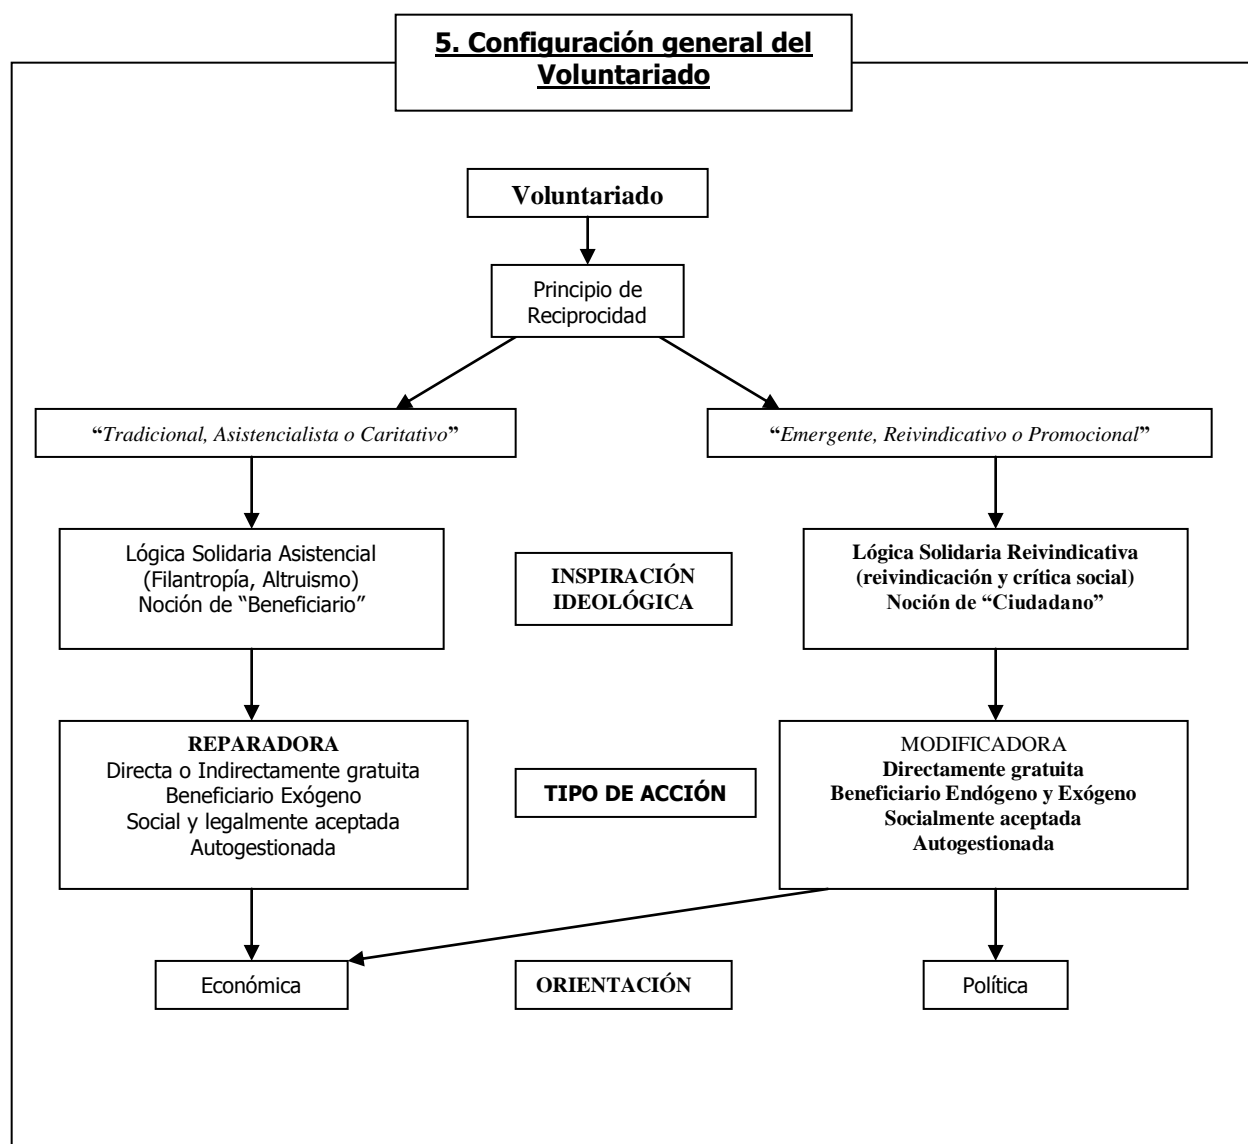 5. Configuración general del
Voluntariado
Voluntariado
Principio de
Reciprocidad
“Tradicional, Asistencialista o Caritativo”
“Emergente, Reivindicativo o Promocional”
Lógica Solidaria Asistencial
(Filantropía, Altruismo)
Noción de “Beneficiario”
INSPIRACIÓN
IDEOLÓGICA
Lógica Solidaria Reivindicativa
(reivindicación y crítica social)
Noción de “Ciudadano”
REPARADORA
Directa o Indirectamente gratuita
Beneficiario Exógeno
Social y legalmente aceptada
Autogestionada
TIPO DE ACCIÓN
MODIFICADORA
Directamente gratuita
Beneficiario Endógeno y Exógeno
Socialmente aceptada
Autogestionada
Económica
ORIENTACIÓN
Política